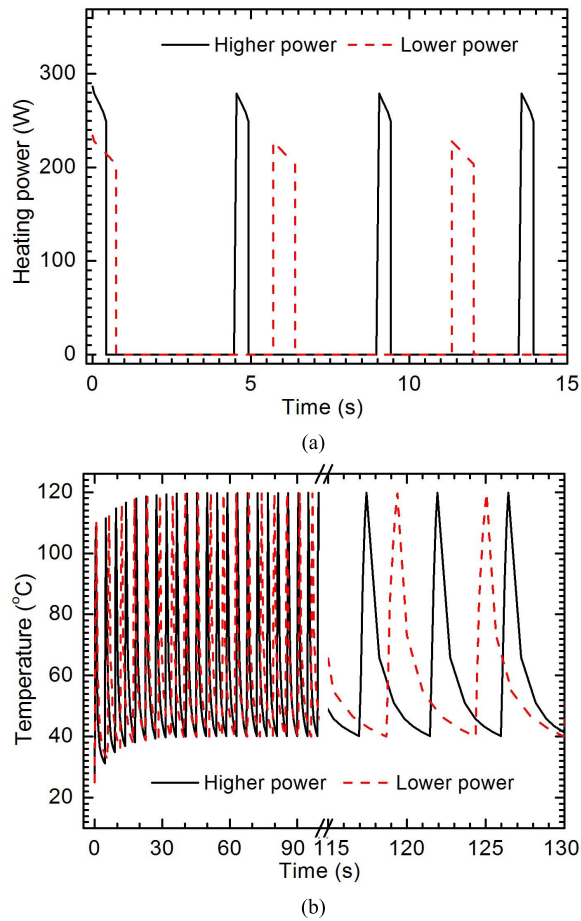 Higher power Lower power
300
200
100
0
Heating power (W)
0 5 10 15
Time (s)
(a)
120
100
80
60
40
20
Temperature (°C)
Higher power Lower power
0 30 60 90 115 120 125 130
Time (s)
(b)